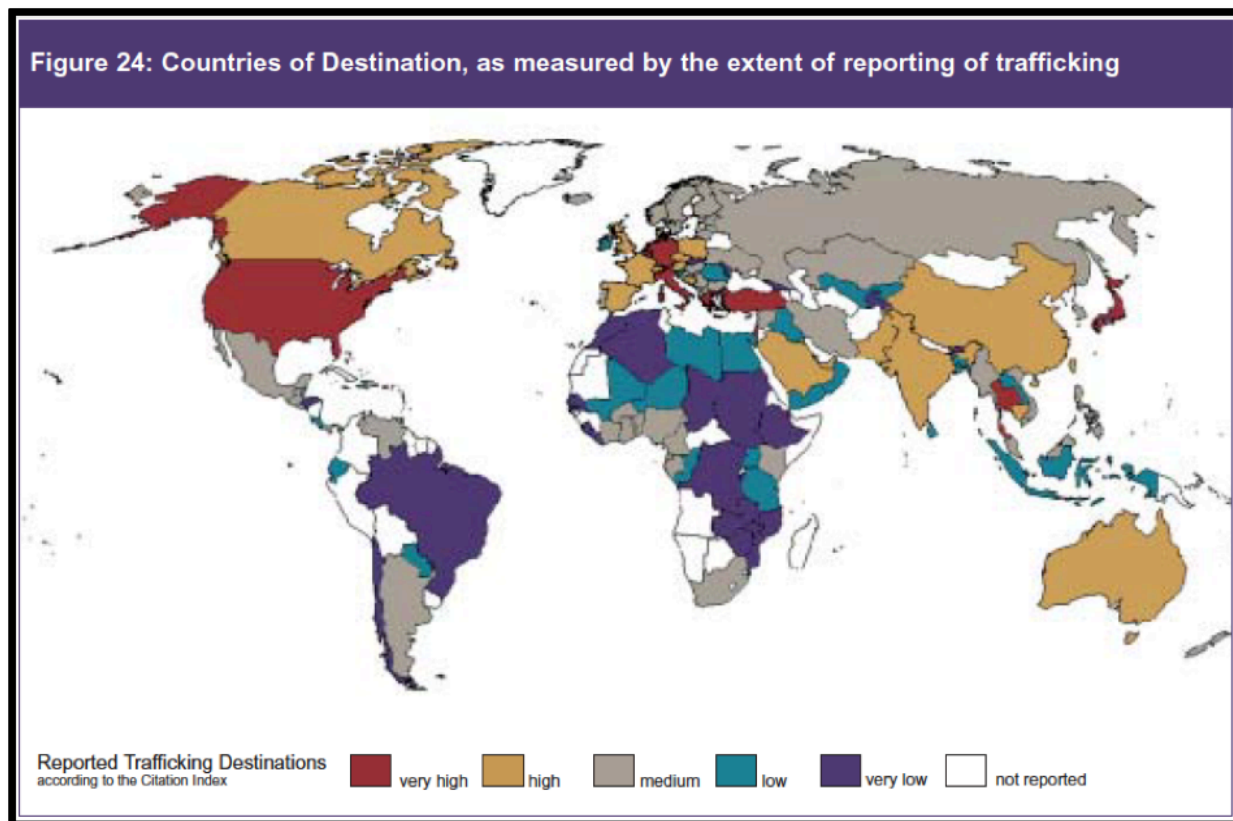 Figure 24: Countries of Destination, as measured by the extent of reporting of trafficking
Reported Trafficking Destinations
according to the Citation Index
very high
high
medium
low
very low
not reported